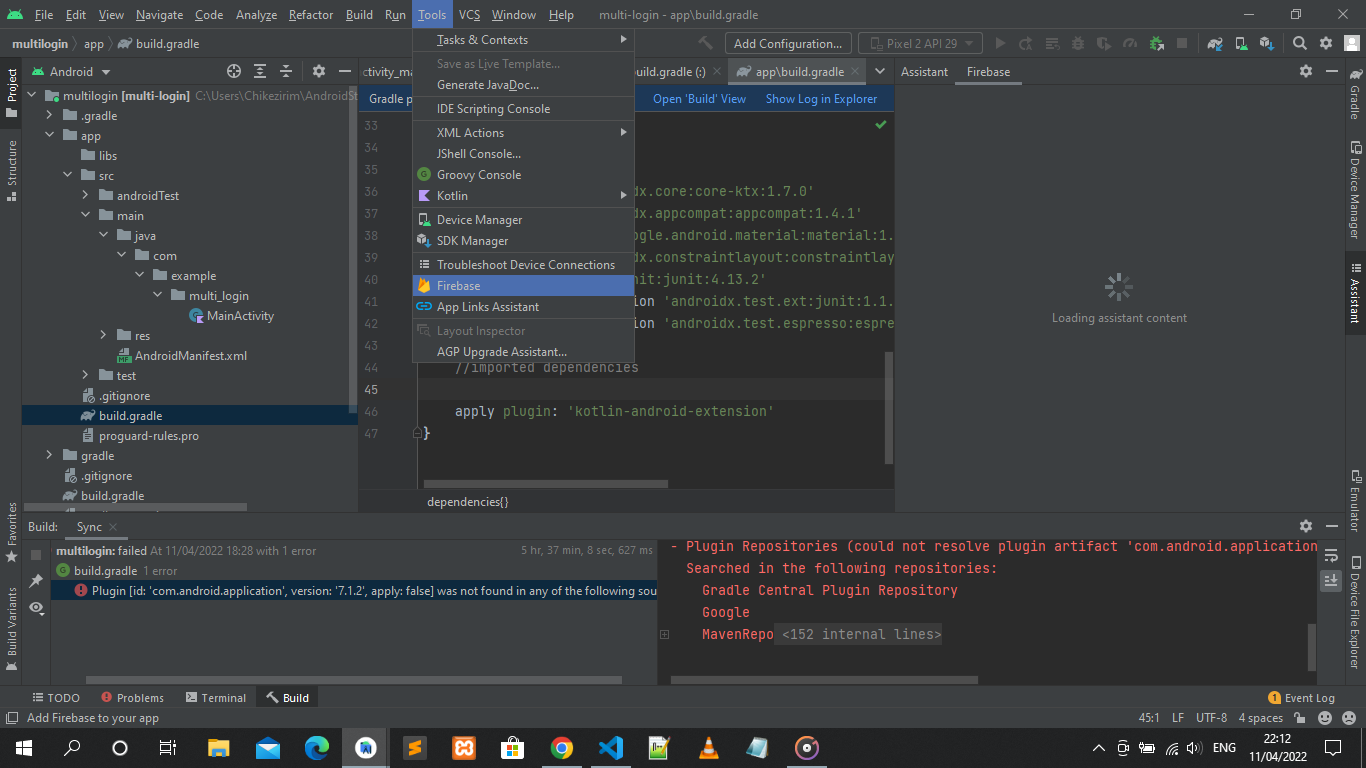 File Edit View Navigate Code Analyze Refactor Build Run Tools VCS Window Help multi-login - app\build.gradle
multilogin app build.gradle Add Configuration... Pixel 2 API 29
Android
ctivity_ma build.gradle (:) app\build.gradle
Assistant Firebase
Gradle p Open 'Build' View Show Log in Explorer
Project
Structure
Favorites
Build Variants
multilogin [multi-login] C:\Users\Chikezirim\AndroidSt
.gradle
app
libs
src
androidTest
main
java
com
example
multi_login
MainActivity
res
AndroidManifest.xml
test
.gitignore
build.gradle
proguard-rules.pro
gradle
.gitignore
build.gradle
Tasks & Contexts
Save as Live Template...
Generate JavaDoc...
IDE Scripting Console
XML Actions
JShell Console...
Groovy Console
Kotlin
Device Manager
SDK Manager
Troubleshoot Device Connections
Firebase
App Links Assistant
Layout Inspector
AGP Upgrade Assistant...
33
34
35
36 dx.core:core-ktx:1.7.0'
37 dx.appcompat:appcompat:1.4.1'
38 ogle.android.material:material:1.
39 dx.constraintlayout:constraintlay
40 nit:junit:4.13.2'
41 ion 'androidx.test.ext:junit:1.1.
42 ion 'androidx.test.espresso:espre
43
44 //imported dependencies
45
46 apply plugin: 'kotlin-android-extension'
47 }
dependencies{}
Loading assistant content
Gradle
Device Manager
Assistant
Emulator
Device File Explorer
Build: Sync
multilogin: failed At 11/04/2022 18:28 with 1 error 5 hr, 37 min, 8 sec, 627 ms
build.gradle 1 error
Plugin [id: 'com.android.application', version: '7.1.2', apply: false] was not found in any of the following sou
- Plugin Repositories (could not resolve plugin artifact 'com.android.application
Searched in the following repositories:
Gradle Central Plugin Repository
Google
MavenRepo <152 internal lines>
TODO Problems Terminal Build 1 Event Log
Add Firebase to your app 45:1 LF UTF-8 4 spaces
ENG 22:12
11/04/2022